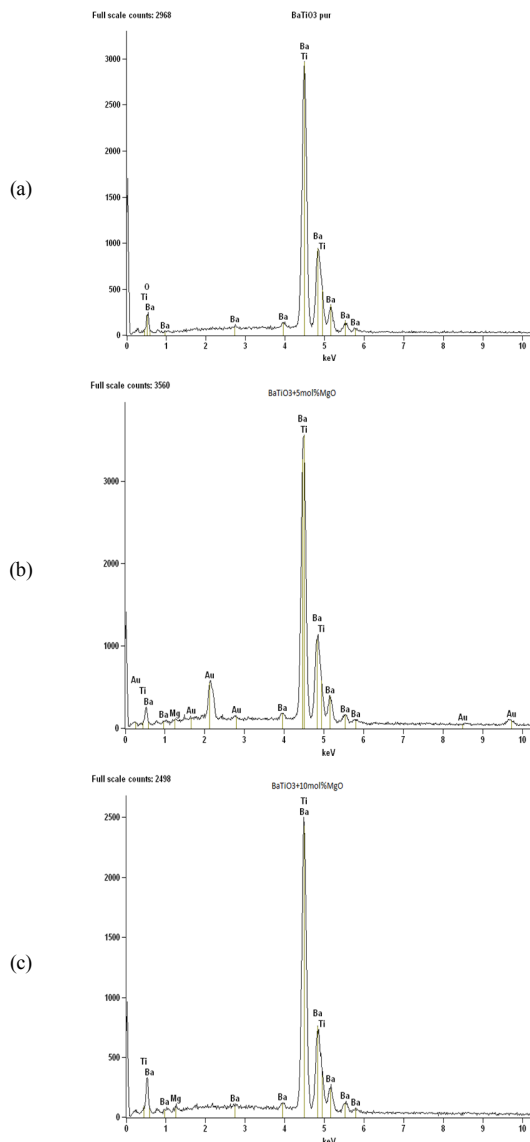 Full scale counts: 2968
BaTiO3 pur
(a)
3000
2500
2000
1500
1000
500
0
Ba
Ti
Ba
Ti
Ba
Ba
Ba
O
Ti
Ba
Ba
Ba
Ba
0 1 2 3 4 5 6 7 8 9 10
keV
Full scale counts: 3560
BaTiO3+5mol%MgO
(b)
3000
2000
1000
0
Ba
Ti
Ba
Ti
Ba
Ba
Ba
Au
Ti
Ba
Ba
Mg
Au
Au
Au
Ba
Au
Au
0 1 2 3 4 5 6 7 8 9 10
keV
Full scale counts: 2498
BaTiO3+10mol%MgO
(c)
2500
2000
1500
1000
500
0
Ti
Ba
Ba
Ti
Ba
Ba
Ba
Ti
Ba
Ba
Mg
Ba
Ba
0 1 2 3 4 5 6 7 8 9 10
keV